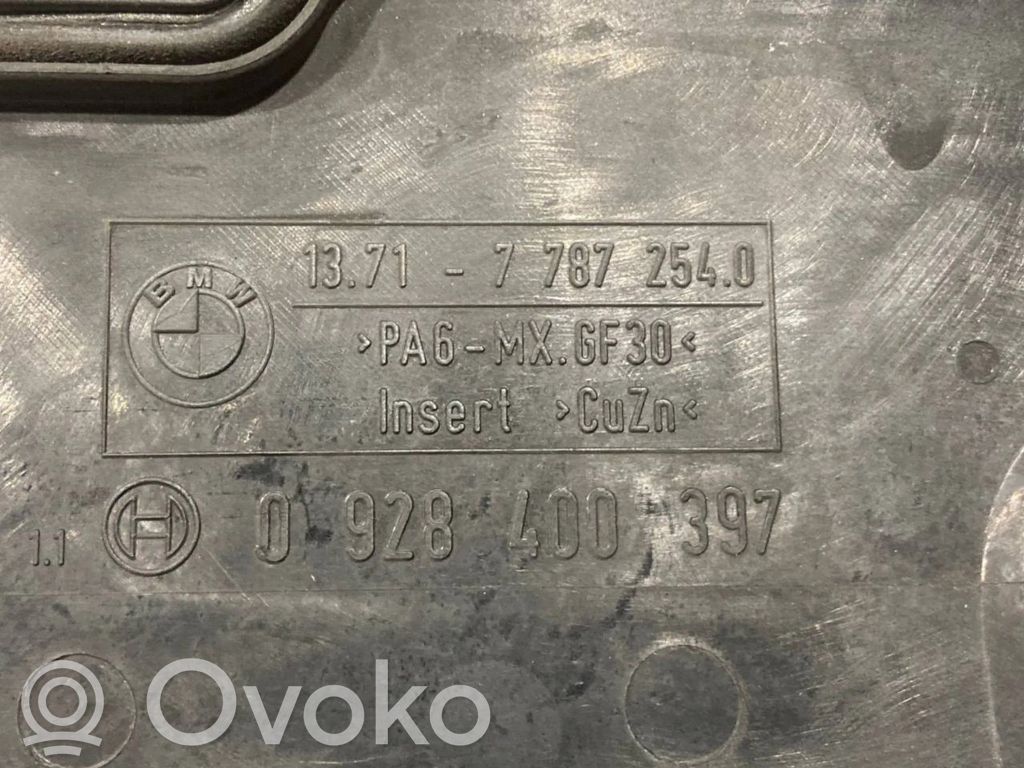 BMW
13.71 - 7 787 254.0
>PA6-MX.GF30<
Insert >CuZn<
1.1
0 928 400 397
Ovoko